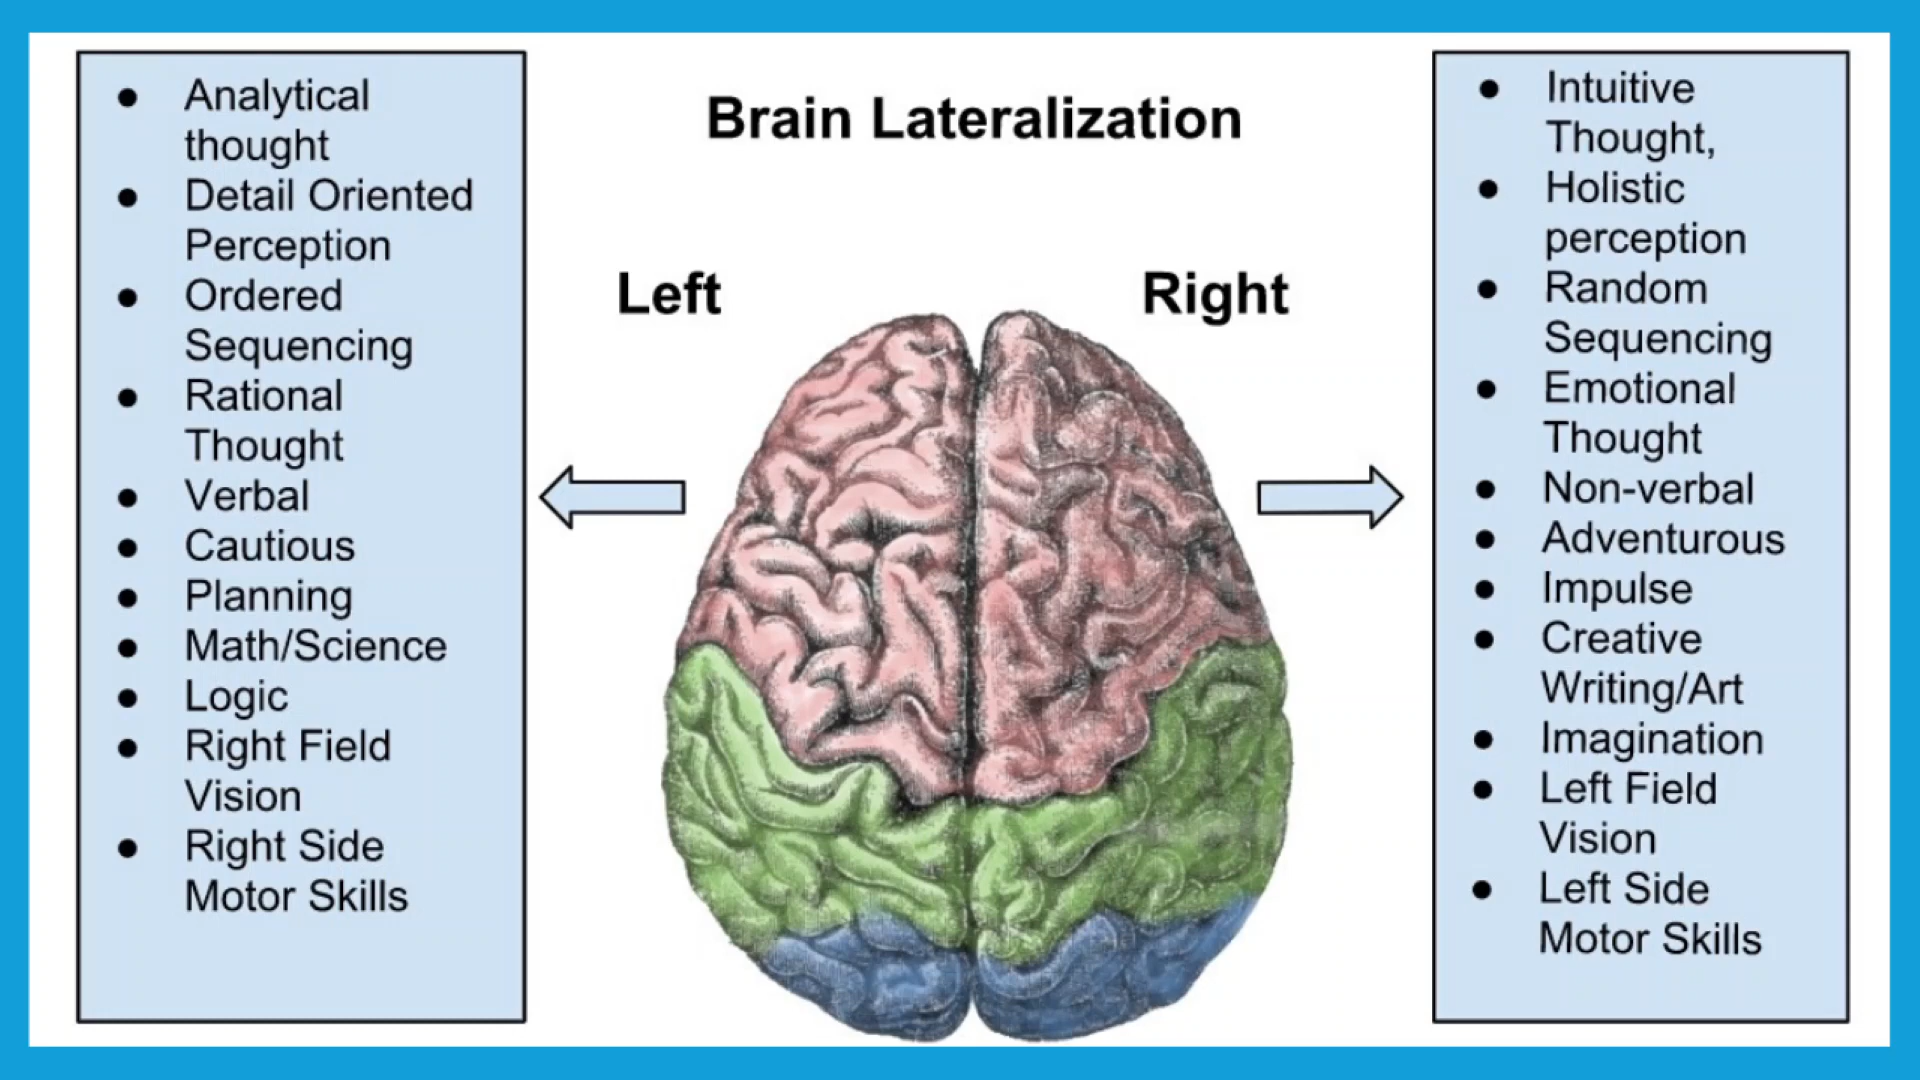 Brain Lateralization
Left
Right
● Analytical
thought
● Detail Oriented
Perception
● Ordered
Sequencing
● Rational
Thought
● Verbal
● Cautious
● Planning
● Math/Science
● Logic
● Right Field
Vision
● Right Side
Motor Skills
● Intuitive
Thought,
● Holistic
perception
● Random
Sequencing
● Emotional
Thought
● Non-verbal
● Adventurous
● Impulse
● Creative
Writing/Art
● Imagination
● Left Field
Vision
● Left Side
Motor Skills